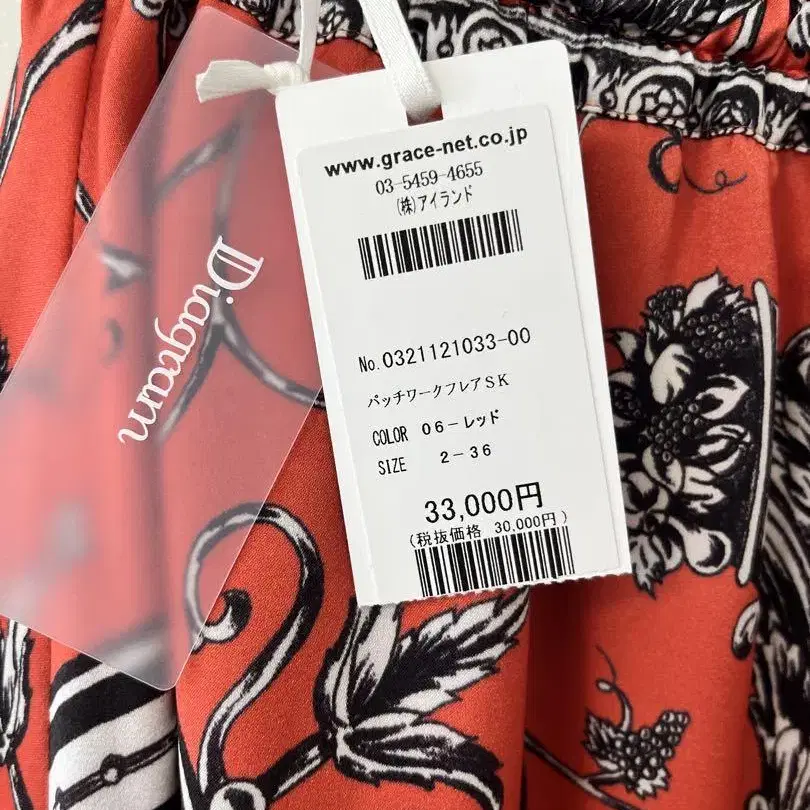 Diagram
www.grace-net.co.jp
03-5459-4655
(株)アイランド
No.0321121033-00
パッチワークフレアSK
COLOR 06-レッド
SIZE 2-36
33,000円
(税抜価格 30,000円)